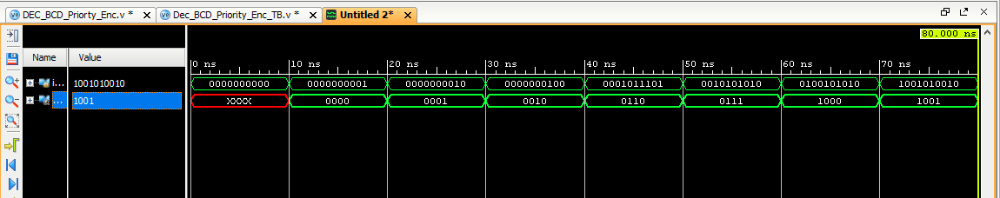 DEC_BCD_Priorty_Enc.v *
Dec_BCD_Priority_Enc_TB.v *
Untitled 2*
80.000 ns
Name Value
0 ns 10 ns 20 ns 30 ns 40 ns 50 ns 60 ns 70 ns
i... 1001010010 0000000000 0000000001 0000000010 0000000100 0001011101 0010101010 0100101010 1001010010
... 1001 XXXX 0000 0001 0010 0110 0111 1000 1001